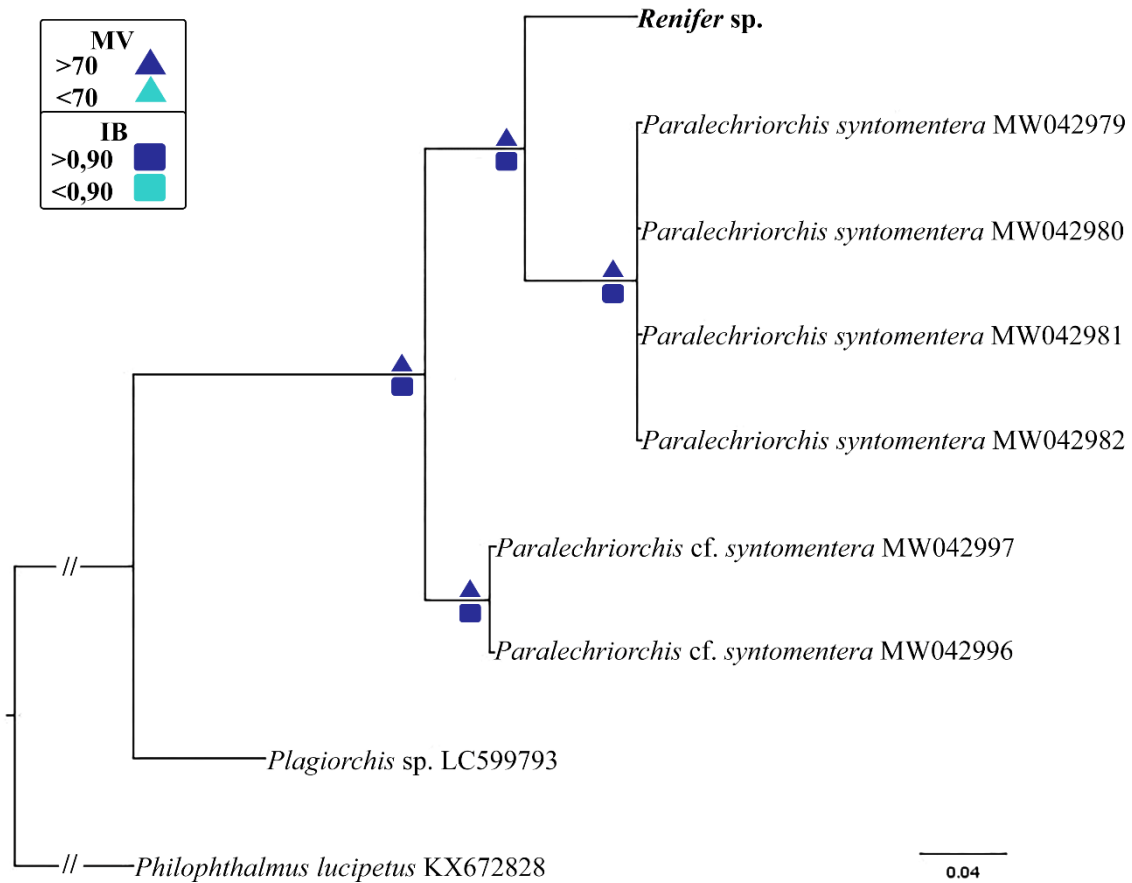 MV
>70
<70
IB
>0,90
<0,90
Renifer sp.
Paralechriorchis syntomentera MW042979
Paralechriorchis syntomentera MW042980
Paralechriorchis syntomentera MW042981
Paralechriorchis syntomentera MW042982
Paralechriorchis cf. syntomentera MW042997
Paralechriorchis cf. syntomentera MW042996
Plagiorchis sp. LC599793
Philophthalmus lucipetus KX672828
//
//
0.04